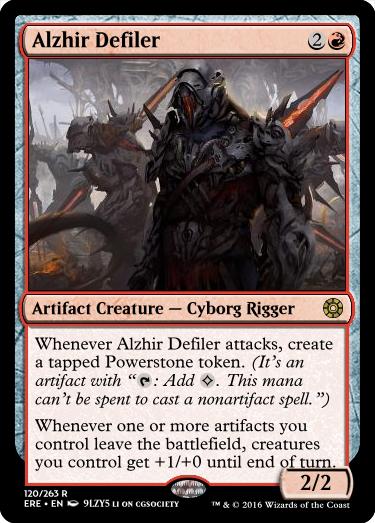 Alzhir Defiler 2
Artifact Creature — Cyborg Rigger
Whenever Alzhir Defiler attacks, create
a tapped Powerstone token. (It's an
artifact with “: Add . This mana
can't be spent to cast a nonartifact spell.”)
Whenever one or more artifacts you
control leave the battlefield, creatures
you control get +1/+0 until end of turn.
2/2
120/263 R
ERE • EN 9LZY5 LI ON CGSOCIETY
™ & © 2016 Wizards of the Coast